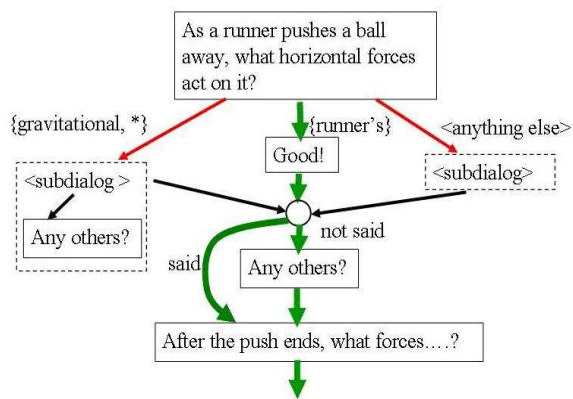 As a runner pushes a ball
away, what horizontal forces
act on it?
{gravitational, *}
{runner's}
<anything else>
Good!
<subdialog >
<subdialog>
Any others?
not said
said
Any others?
After the push ends, what forces….?